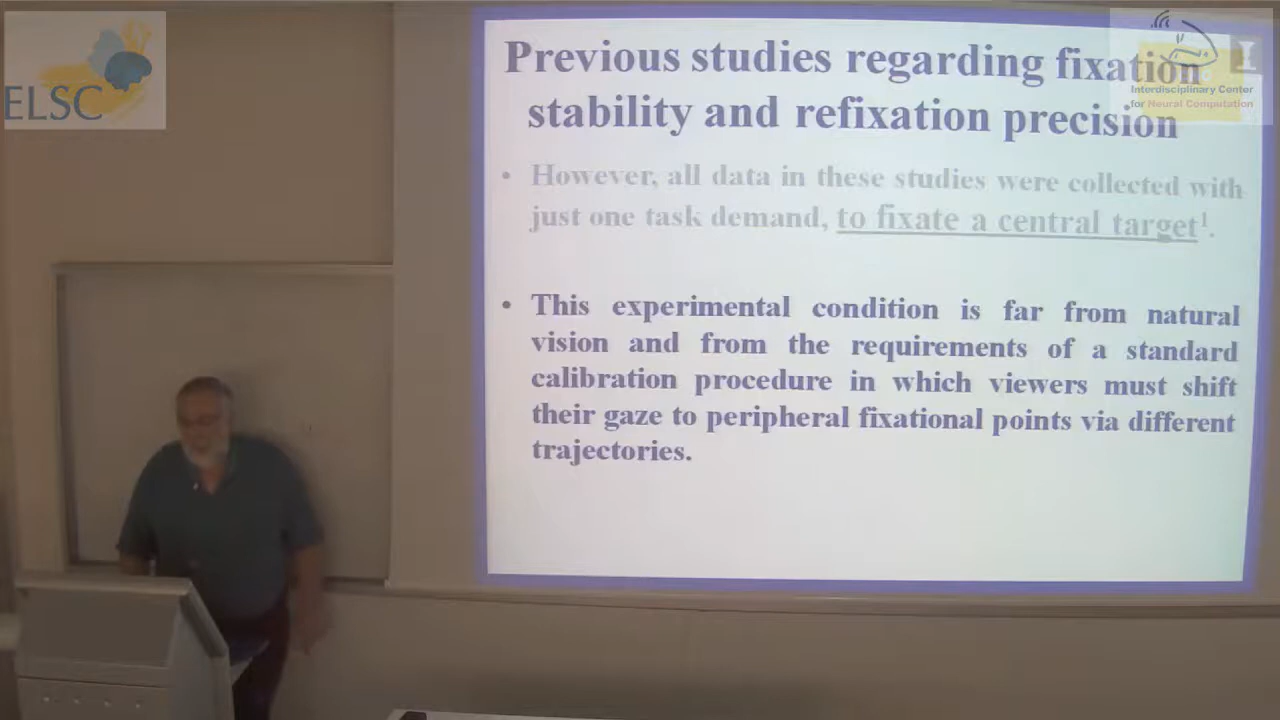 ELSC
Interdisciplinary Center
for Neural Computation
Previous studies regarding fixation
stability and refixation precision
• However, all data in these studies were collected with
just one task demand, to fixate a central target¹.
• This experimental condition is far from natural
vision and from the requirements of a standard
calibration procedure in which viewers must shift
their gaze to peripheral fixational points via different
trajectories.